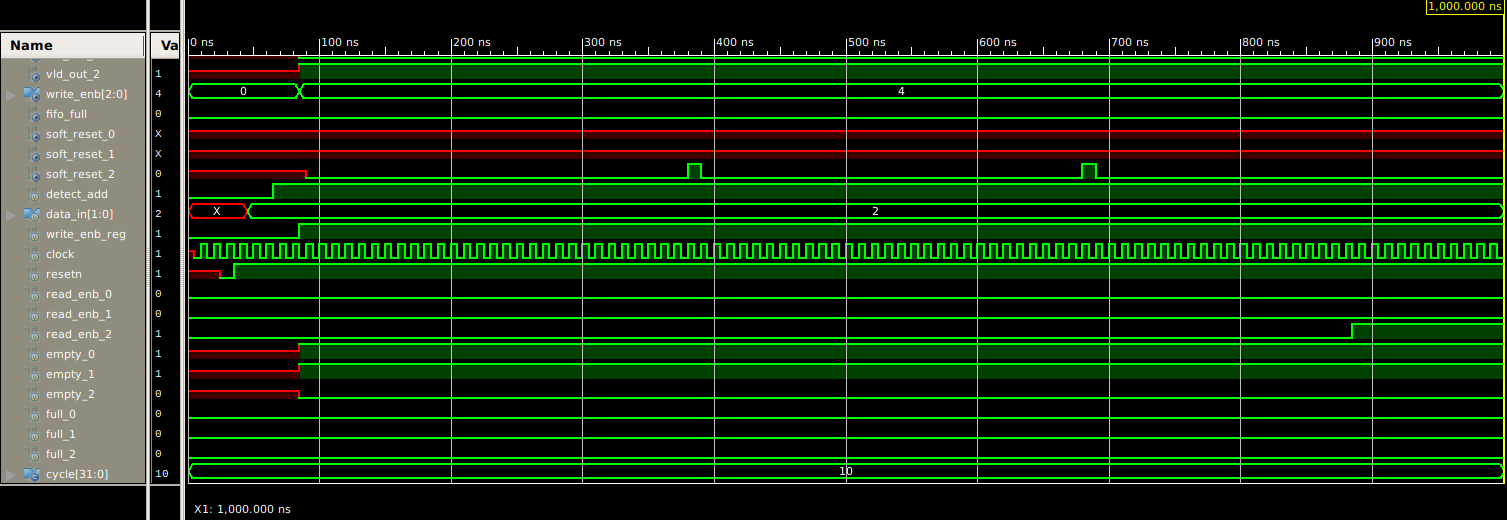 1,000.000 ns
Name Va 0 ns 100 ns 200 ns 300 ns 400 ns 500 ns 600 ns 700 ns 800 ns 900 ns
vld_out_2 1
write_enb[2:0] 4 0 4
fifo_full 0
soft_reset_0 X
soft_reset_1 X
soft_reset_2 0
detect_add 1
data_in[1:0] 2 X 2
write_enb_reg 1
clock 1
resetn 1
read_enb_0 0
read_enb_1 0
read_enb_2 1
empty_0 1
empty_1 1
empty_2 0
full_0 0
full_1 0
full_2 0
cycle[31:0] 10 10
X1: 1,000.000 ns